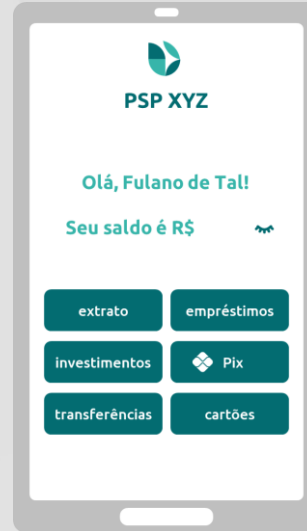 PSP XYZ
Olá, Fulano de Tal!
Seu saldo é R$
extrato
empréstimos
investimentos
Pix
transferências
cartões